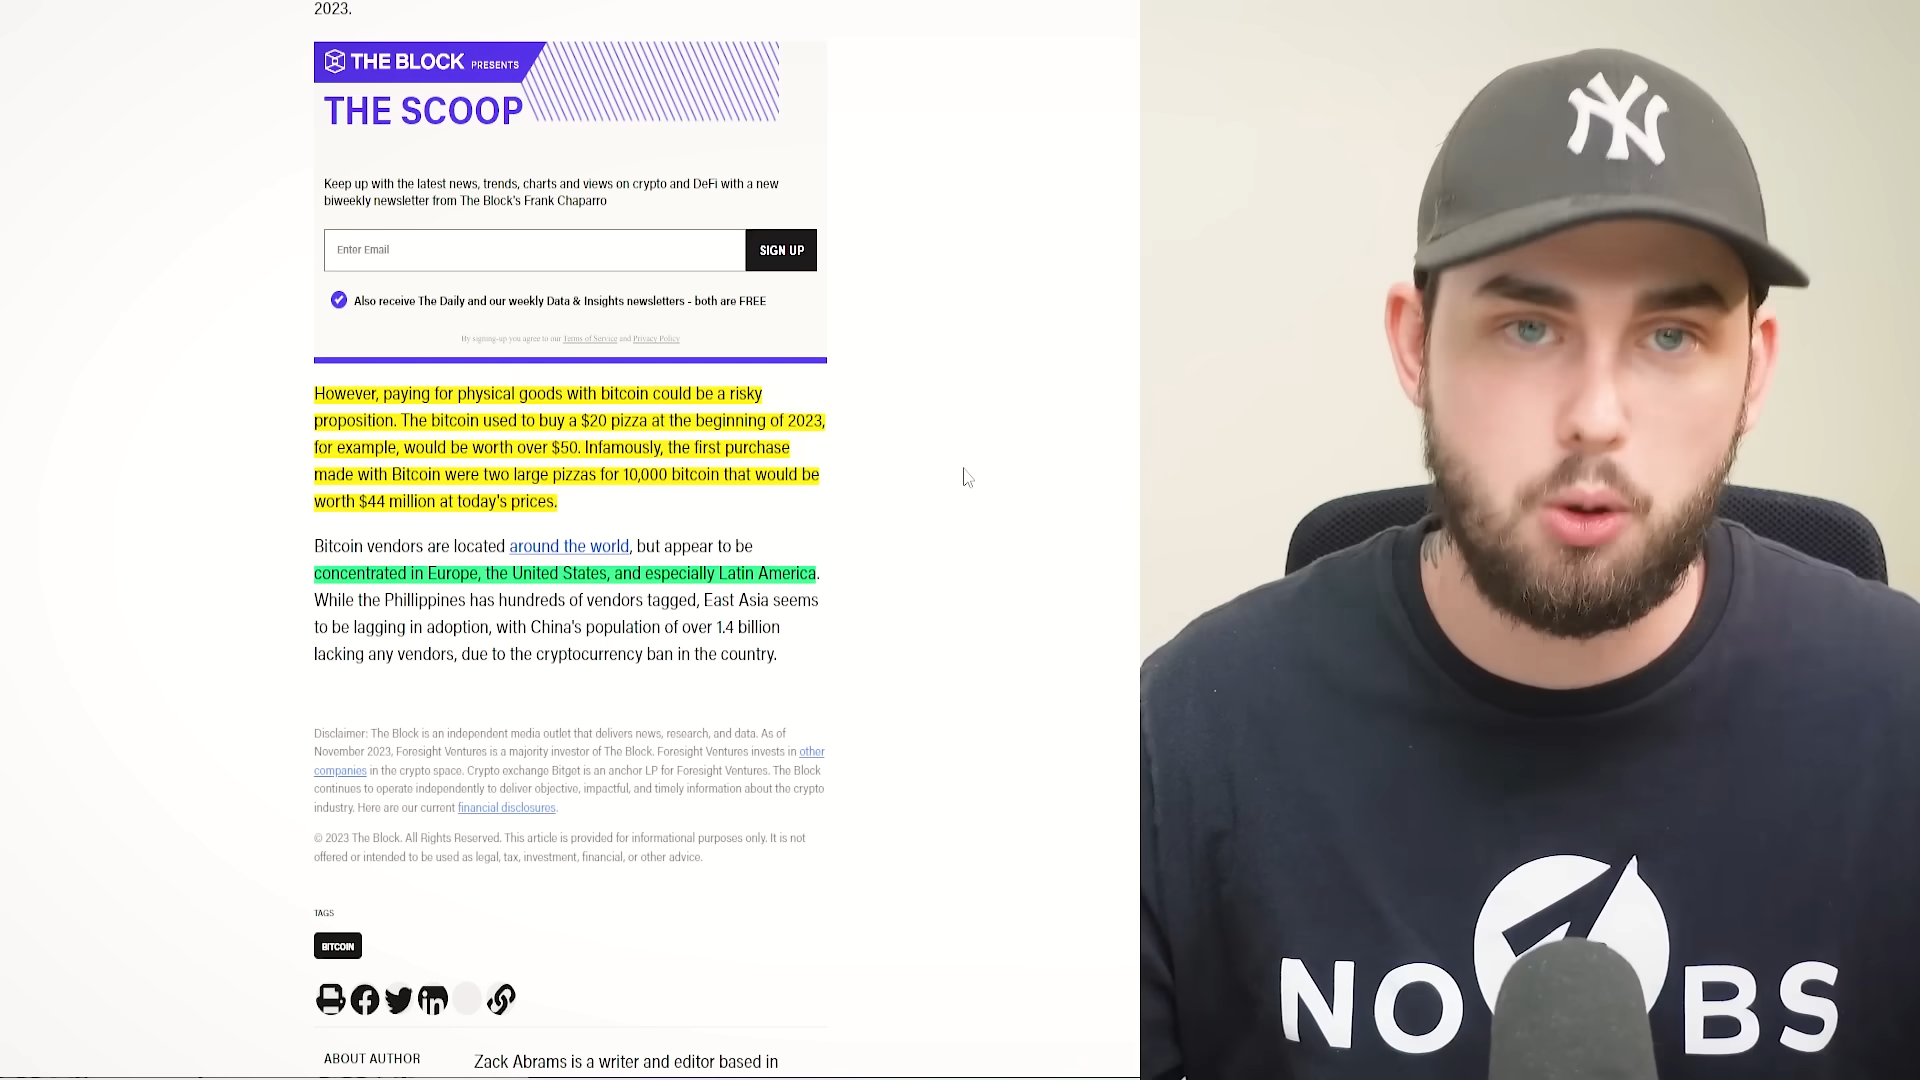 2023.
THE BLOCK PRESENTS
THE SCOOP
Keep up with the latest news, trends, charts and views on crypto and DeFi with a new
biweekly newsletter from The Block's Frank Chaparro
Enter Email
SIGN UP
Also receive The Daily and our weekly Data & Insights newsletters - both are FREE
By signing-up you agree to our Terms of Service and Privacy Policy
However, paying for physical goods with bitcoin could be a risky
proposition. The bitcoin used to buy a $20 pizza at the beginning of 2023,
for example, would be worth over $50. Infamously, the first purchase
made with Bitcoin were two large pizzas for 10,000 bitcoin that would be
worth $44 million at today's prices.
Bitcoin vendors are located around the world, but appear to be
concentrated in Europe, the United States, and especially Latin America.
While the Phillippines has hundreds of vendors tagged, East Asia seems
to be lagging in adoption, with China's population of over 1.4 billion
lacking any vendors, due to the cryptocurrency ban in the country.
Disclaimer: The Block is an independent media outlet that delivers news, research, and data. As of
November 2023, Foresight Ventures is a majority investor of The Block. Foresight Ventures invests in other
companies in the crypto space. Crypto exchange Bitget is an anchor LP for Foresight Ventures. The Block
continues to operate independently to deliver objective, impactful, and timely information about the crypto
industry. Here are our current financial disclosures.
© 2023 The Block. All Rights Reserved. This article is provided for informational purposes only. It is not
offered or intended to be used as legal, tax, investment, financial, or other advice.
TAGS
BITCOIN
ABOUT AUTHOR
Zack Abrams is a writer and editor based in
NY
NO BS